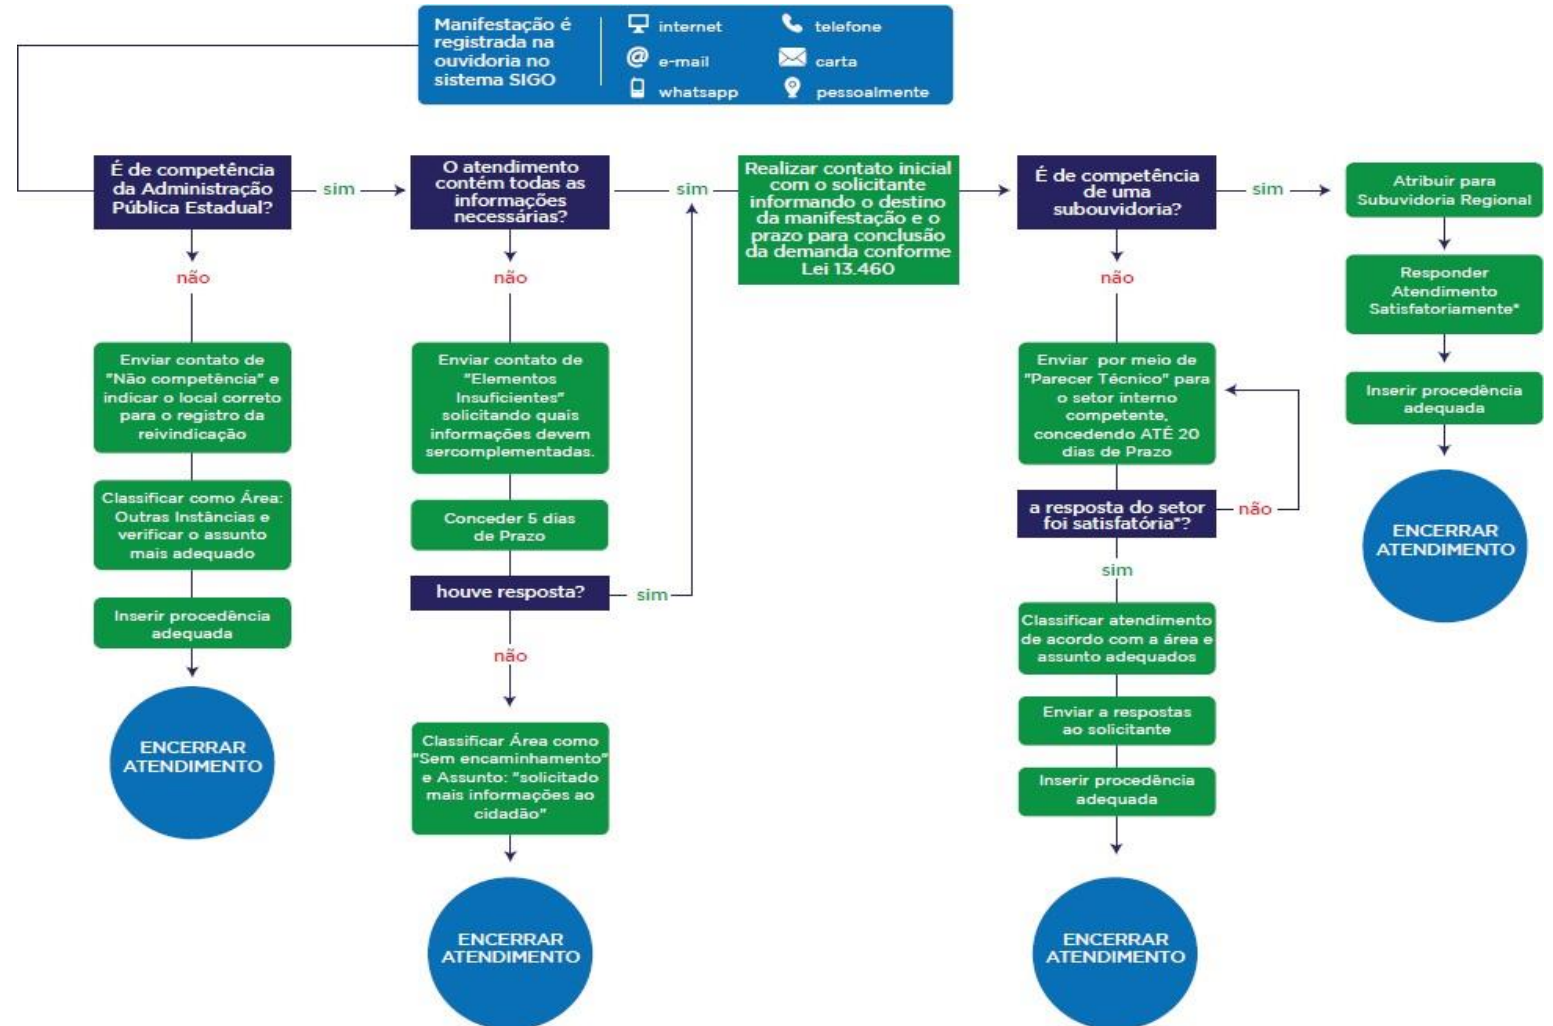 Manifestação é
registrada na
ouvidoria no
sistema SIGO
internet
telefone
@ e-mail
carta
whatsapp
pessoalmente
É de competência
da Administração
Pública Estadual?
sim
não
Enviar contato de
"Não competência" e
indicar o local correto
para o registro da
reivindicação
Classificar como Área:
Outras Instâncias e
verificar o assunto
mais adequado
Inserir procedência
adequada
ENCERRAR
ATENDIMENTO
O atendimento
contém todas as
informações
necessárias?
sim
não
Enviar contato de
"Elementos
Insuficientes"
solicitando quais
informações devem
sercomplementadas.
Conceder 5 dias
de Prazo
houve resposta?
sim
não
Classificar Área como
"Sem encaminhamento"
e Assunto: "solicitado
mais informações ao
cidadão"
ENCERRAR
ATENDIMENTO
Realizar contato inicial
com o solicitante
informando o destino
da manifestação e o
prazo para conclusão
da demanda conforme
Lei 13.460
É de competência
de uma
subouvidoria?
sim
não
Enviar por meio de
"Parecer Técnico" para
o setor interno
competente,
concedendo ATÉ 20
dias de Prazo
a resposta do setor
foi satisfatória*?
não
sim
Classificar atendimento
de acordo com a área e
assunto adequados
Enviar a respostas
ao solicitante
Inserir procedência
adequada
ENCERRAR
ATENDIMENTO
Atribuir para
Subuvidoria Regional
Responder
Atendimento
Satisfatoriamente*
Inserir procedência
adequada
ENCERRAR
ATENDIMENTO